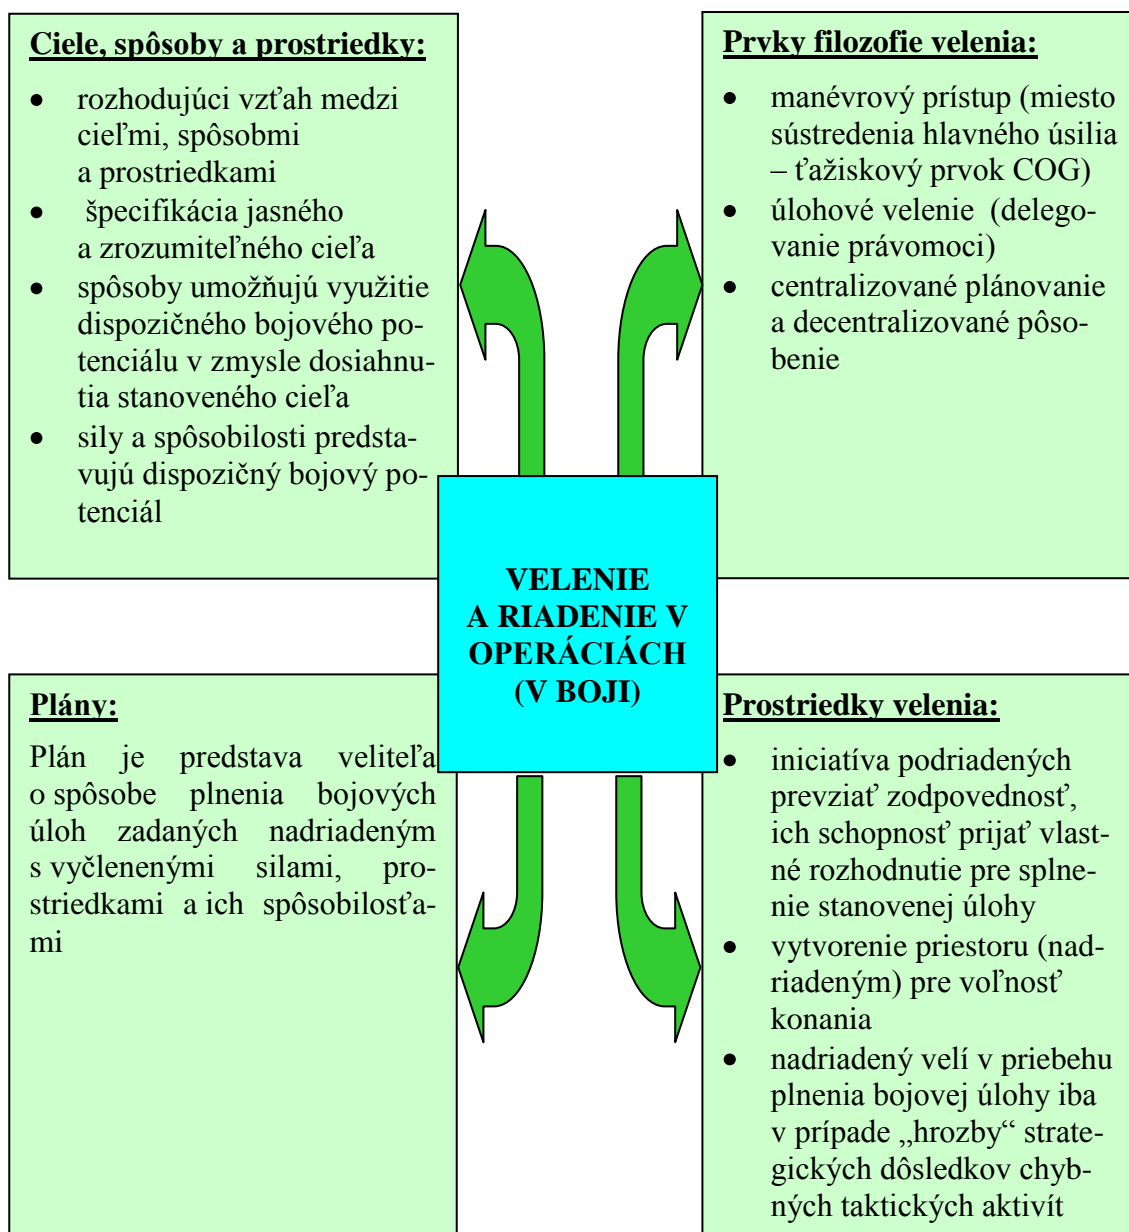 Ciele, spôsoby a prostriedky:
• rozhodujúci vzťah medzi
cieľmi, spôsobmi
a prostriedkami
• špecifikácia jasného
a zrozumiteľného cieľa
• spôsoby umožňujú využitie
dispozičného bojového po-
tenciálu v zmysle dosiahnu-
tia stanoveného cieľa
• sily a spôsobilosti predsta-
vujú dispozičný bojový po-
tenciál
Prvky filozofie velenia:
• manévrový prístup (miesto
sústredenia hlavného úsilia
– ťažiskový prvok COG)
• úlohové velenie (delego-
vanie právomoci)
• centralizované plánovanie
a decentralizované pôso-
benie
VELENIE
A RIADENIE V
OPERÁCIÁCH
(V BOJI)
Plány:
Plán je predstava veliteľa
o spôsobe plnenia bojových
úloh zadaných nadriadeným
s vyčlenenými silami, pro-
striedkami a ich spôsobilosťa-
mi
Prostriedky velenia:
• iniciatíva podriadených
prevziať zodpovednosť,
ich schopnosť prijať vlast-
né rozhodnutie pre splne-
nie stanovenej úlohy
• vytvorenie priestoru (nad-
riadeným) pre voľnosť
konania
• nadriadený velí v priebehu
plnenia bojovej úlohy iba
v prípade „hrozby“ strate-
gických dôsledkov chyb-
ných taktických aktivít